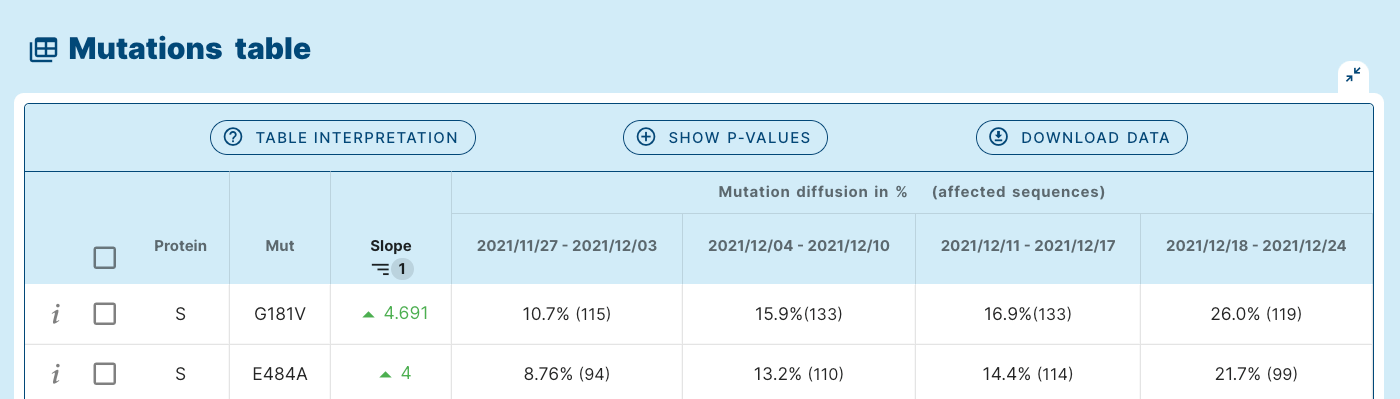 Mutations table
TABLE INTERPRETATION SHOW P-VALUES DOWNLOAD DATA
Mutation diffusion in % (affected sequences)
Protein Mut Slope 2021/11/27 - 2021/12/03 2021/12/04 - 2021/12/10 2021/12/11 - 2021/12/17 2021/12/18 - 2021/12/24
1
i S G181V 4.691 10.7% (115) 15.9%(133) 16.9%(133) 26.0% (119)
i S E484A 4 8.76% (94) 13.2% (110) 14.4% (114) 21.7% (99)